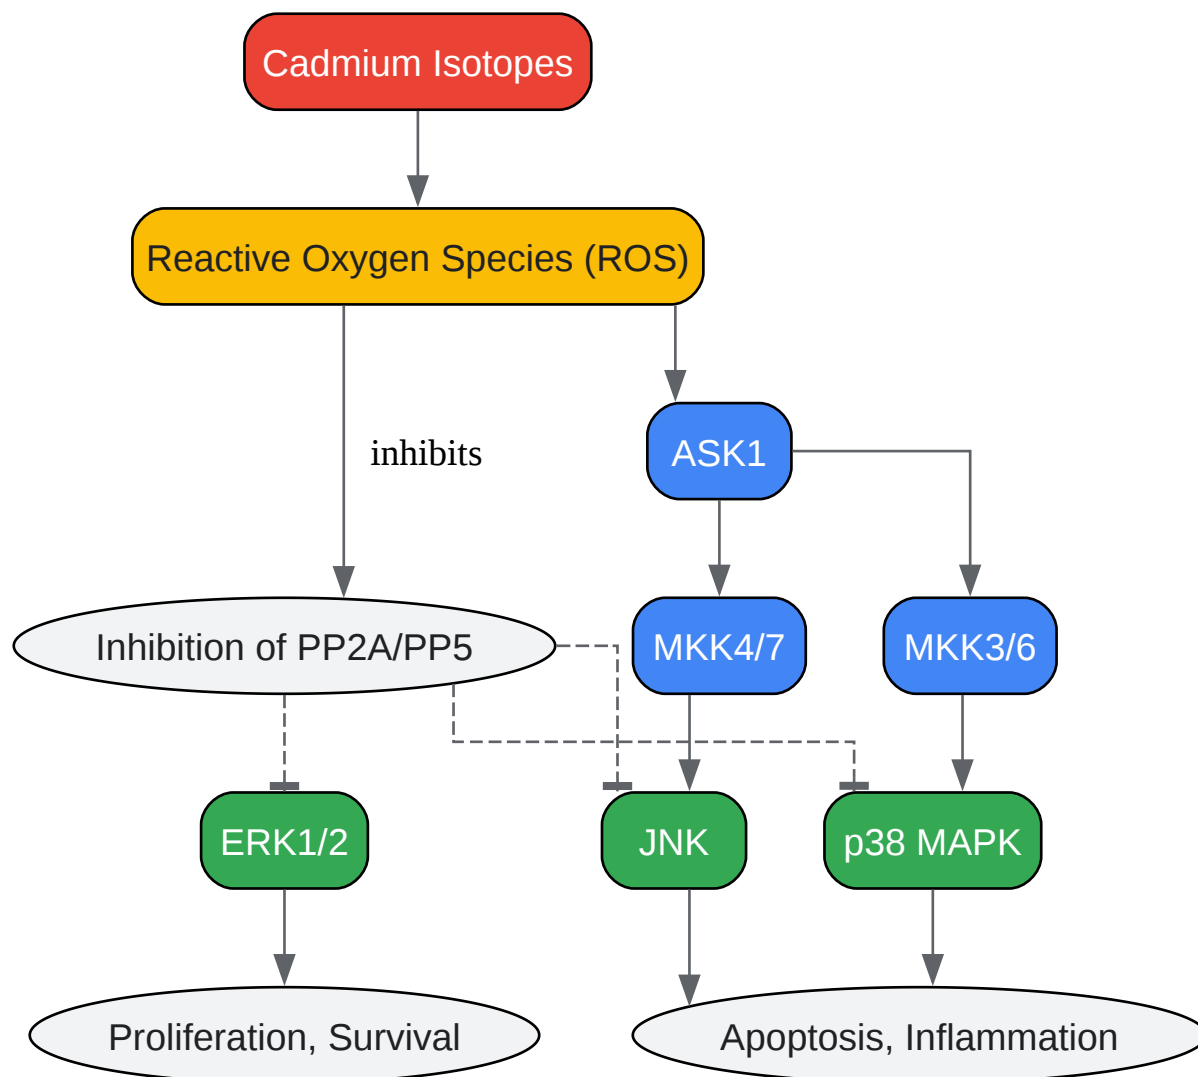 Cadmium Isotopes
Reactive Oxygen Species (ROS)
inhibits
ASK1
Inhibition of PP2A/PP5
MKK4/7
MKK3/6
ERK1/2
JNK
p38 MAPK
Proliferation, Survival
Apoptosis, Inflammation